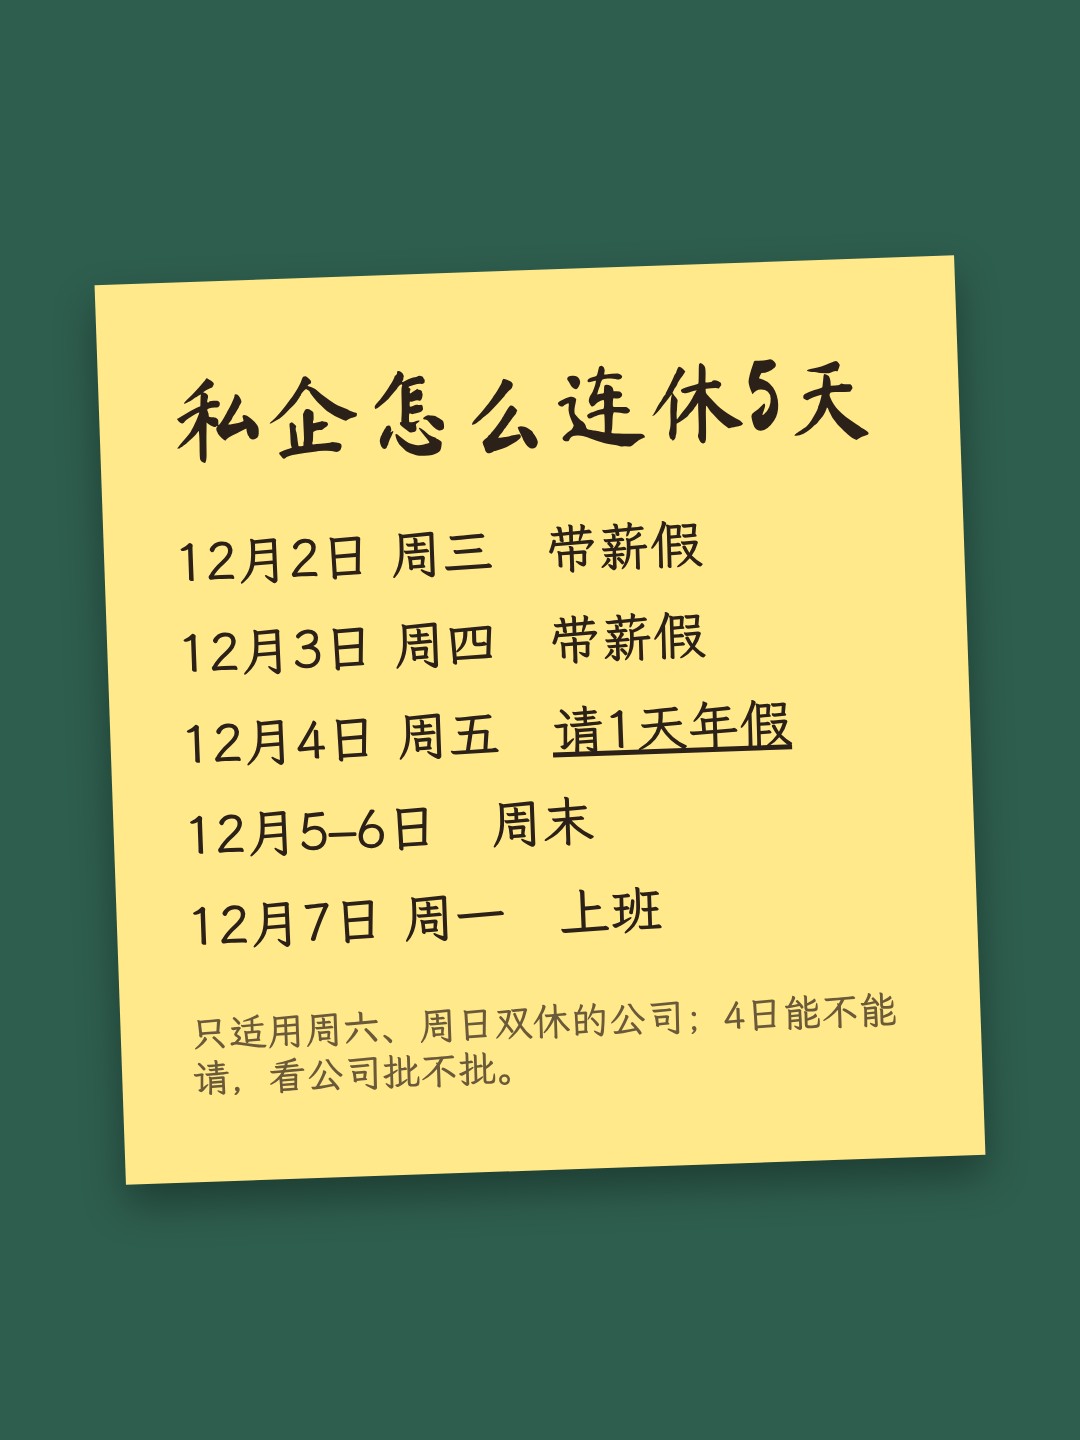 私企怎么连休5天
12月2日 周三 带薪假
12月3日 周四 带薪假
12月4日 周五 请1天年假
12月5–6日 周末
12月7日 周一 上班
只适用周六、周日双休的公司；4日能不能
请，看公司批不批。